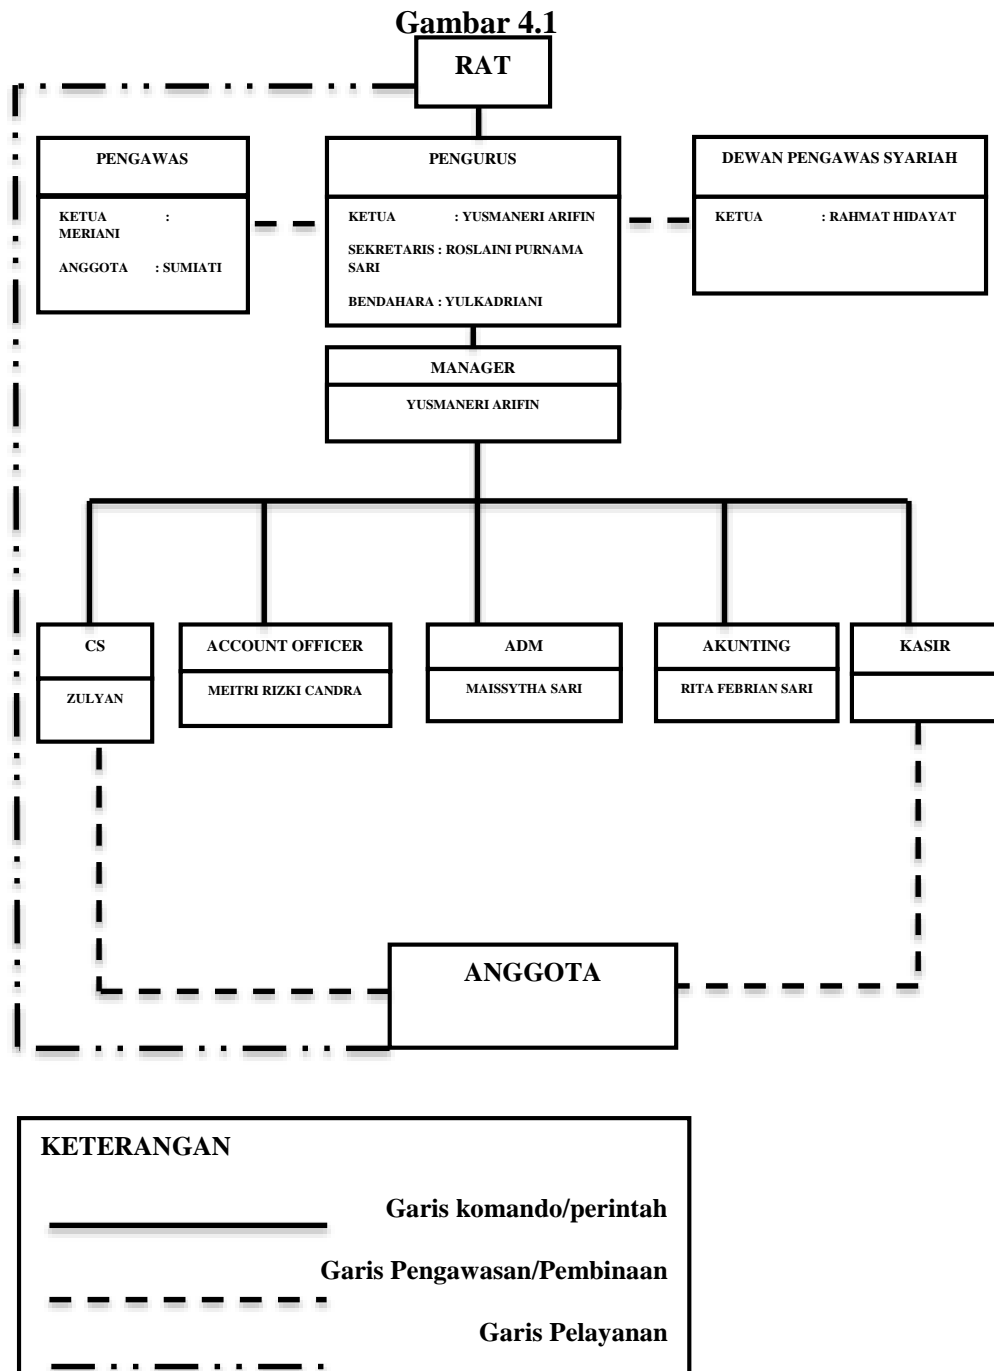 Gambar 4.1
RAT
PENGAWAS
KETUA :
MERIANI
ANGGOTA : SUMIATI
PENGURUS
KETUA : YUSMANERI ARIFIN
SEKRETARIS : ROSLAINI PURNAMA
SARI
BENDAHARA : YULKADRIANI
DEWAN PENGAWAS SYARIAH
KETUA : RAHMAT HIDAYAT
MANAGER
YUSMANERI ARIFIN
CS
ZULYAN
ACCOUNT OFFICER
MEITRI RIZKI CANDRA
ADM
MAISSYTHA SARI
AKUNTING
RITA FEBRIAN SARI
KASIR
ANGGOTA
KETERANGAN
Garis komando/perintah
Garis Pengawasan/Pembinaan
Garis Pelayanan